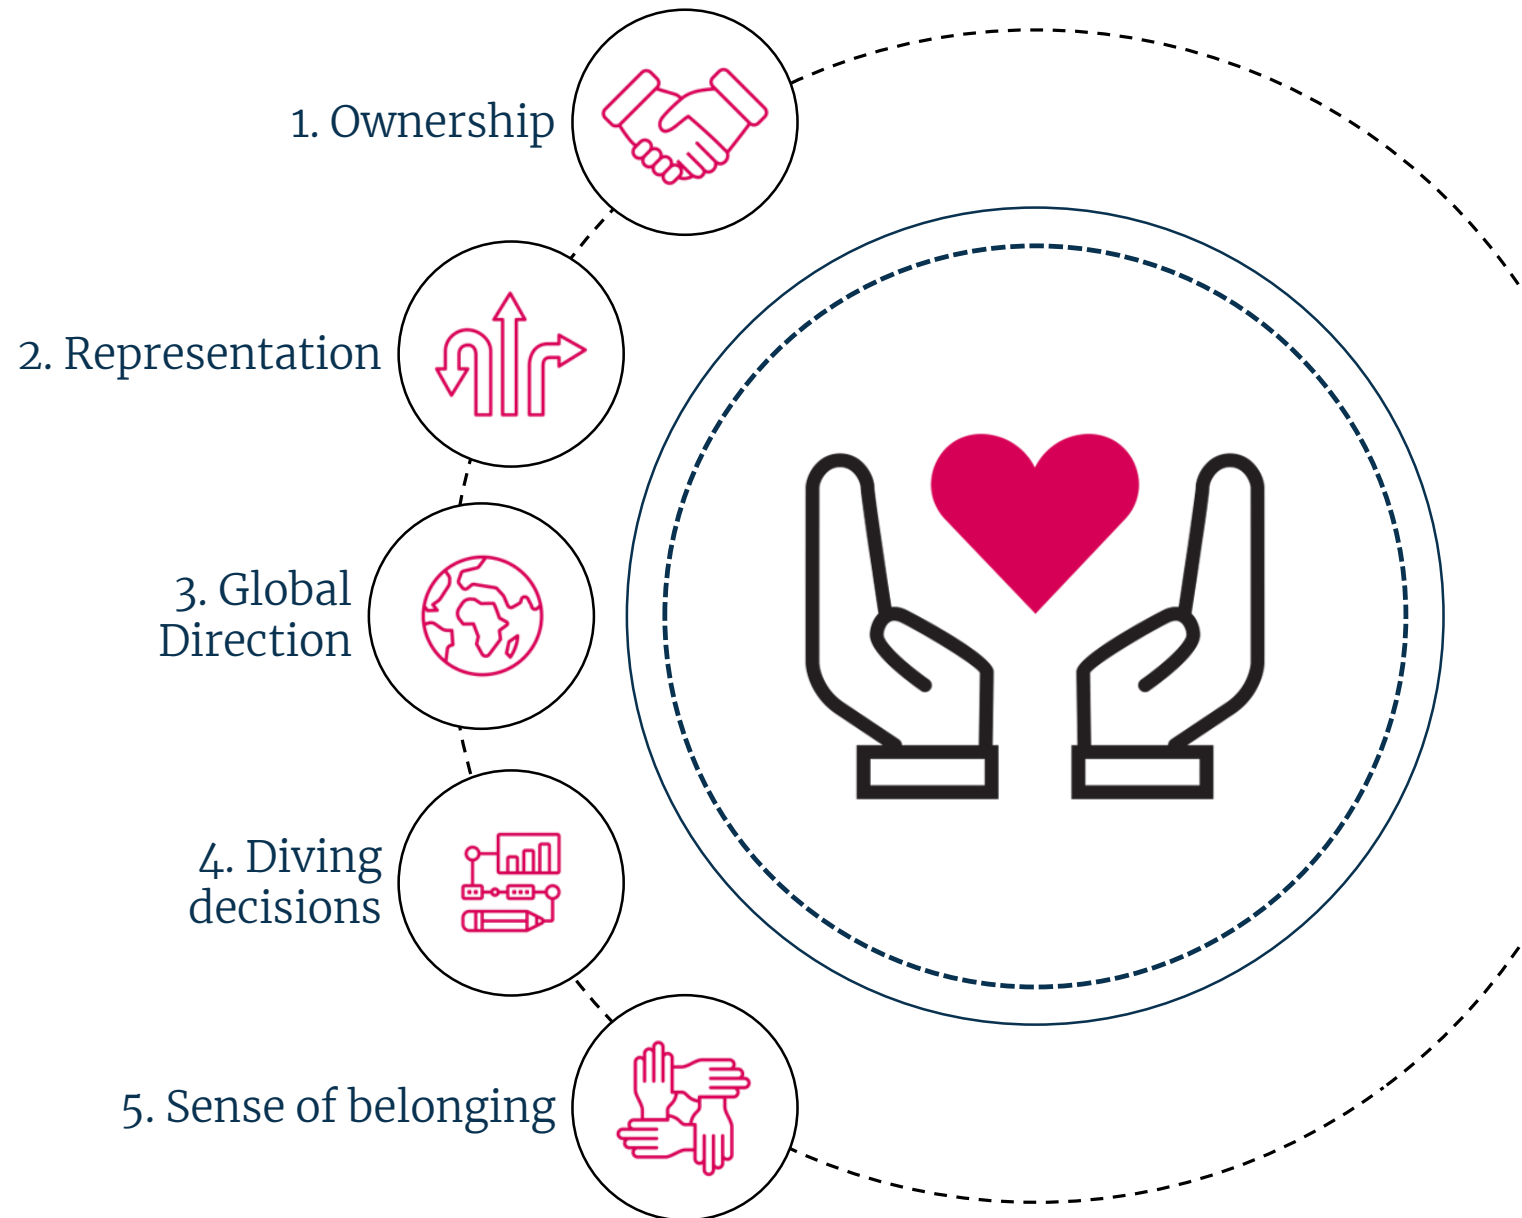 1. Ownership
2. Representation
3. Global
Direction
4. Diving
decisions
5. Sense of belonging